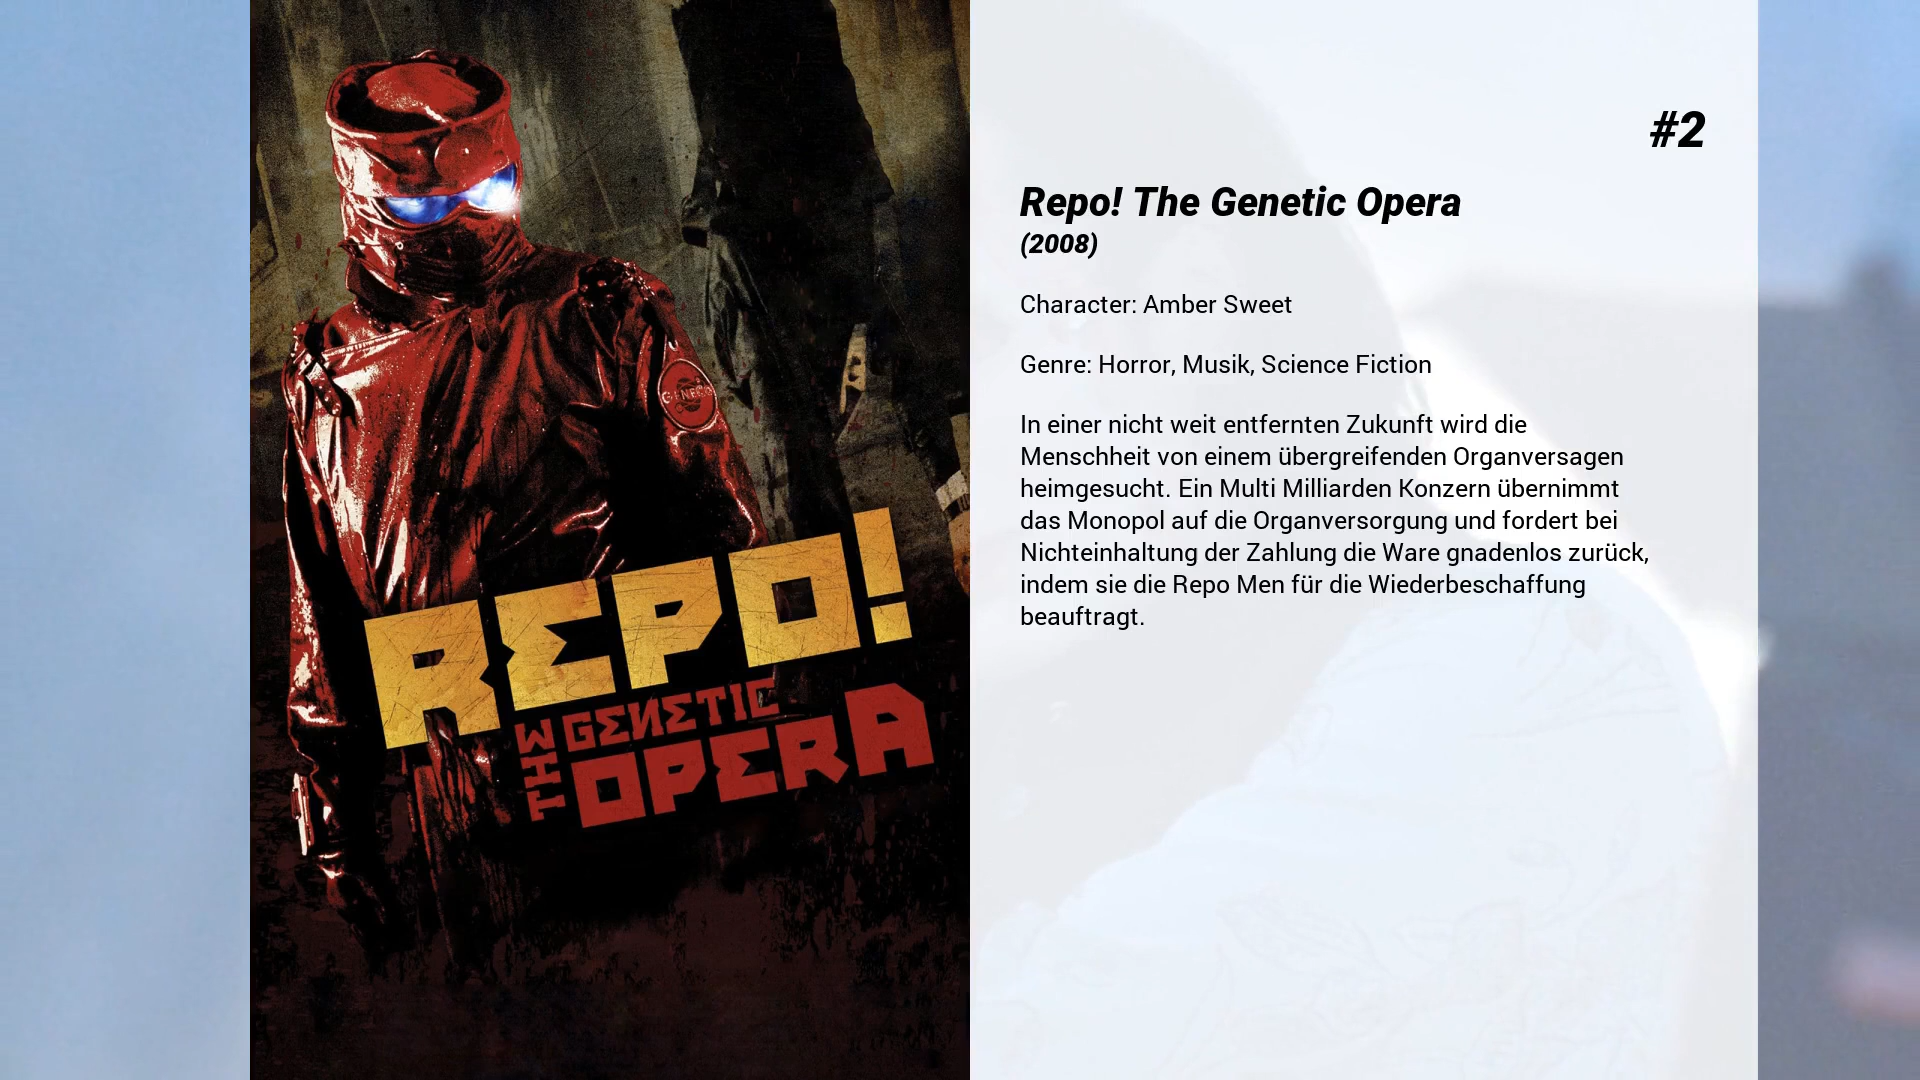 GENECO
REPO!
THE
GENETIC
OPERA
#2
Repo! The Genetic Opera
(2008)
Character: Amber Sweet
Genre: Horror, Musik, Science Fiction
In einer nicht weit entfernten Zukunft wird die
Menschheit von einem übergreifenden Organversagen
heimgesucht. Ein Multi Milliarden Konzern übernimmt
das Monopol auf die Organversorgung und fordert bei
Nichteinhaltung der Zahlung die Ware gnadenlos zurück,
indem sie die Repo Men für die Wiederbeschaffung
beauftragt.